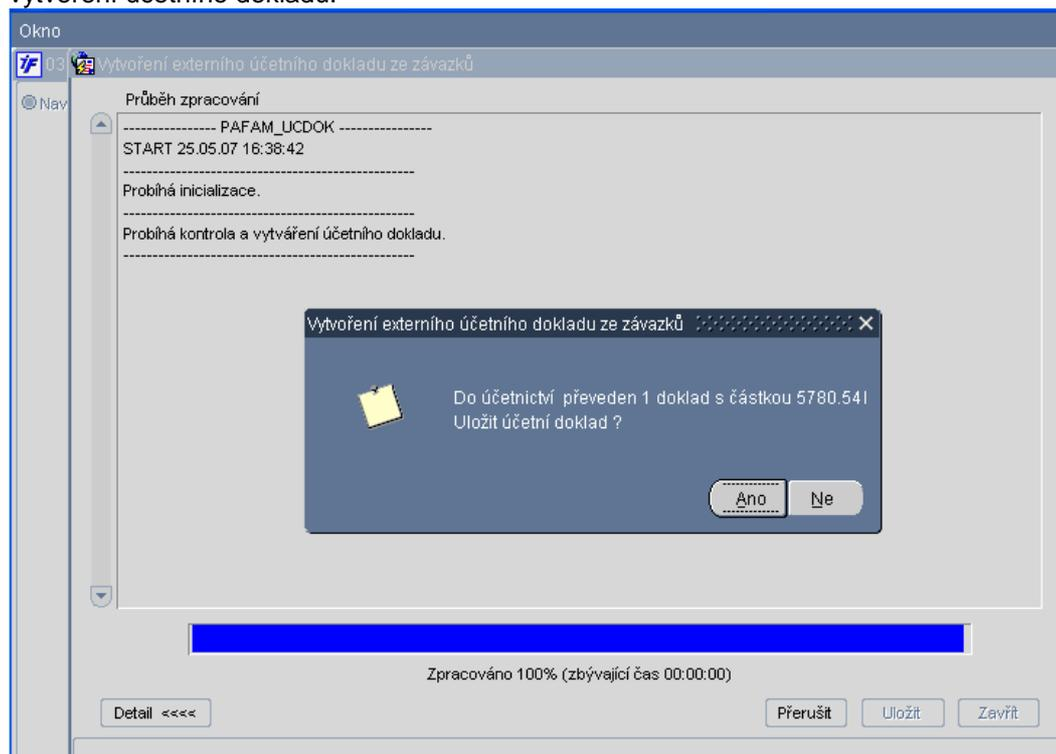 vytvoření účetního dokladu.
Okno
03 Vytvoření externího účetního dokladu ze závazků
Nav
Průběh zpracování
---------------- PAFAM_UCDOK ----------------
START 25.05.07 16:38:42
-------------------------------------------------
Probíhá inicializace.
-------------------------------------------------
Probíhá kontrola a vytváření účetního dokladu.
-------------------------------------------------
Vytvoření externího účetního dokladu ze závazků
Do účetnictví převeden 1 doklad s částkou 5780.54!
Uložit účetní doklad ?
Ano Ne
Zpracováno 100% (zbývající čas 00:00:00)
Detail <<<< Přerušit Uložit Zavřít